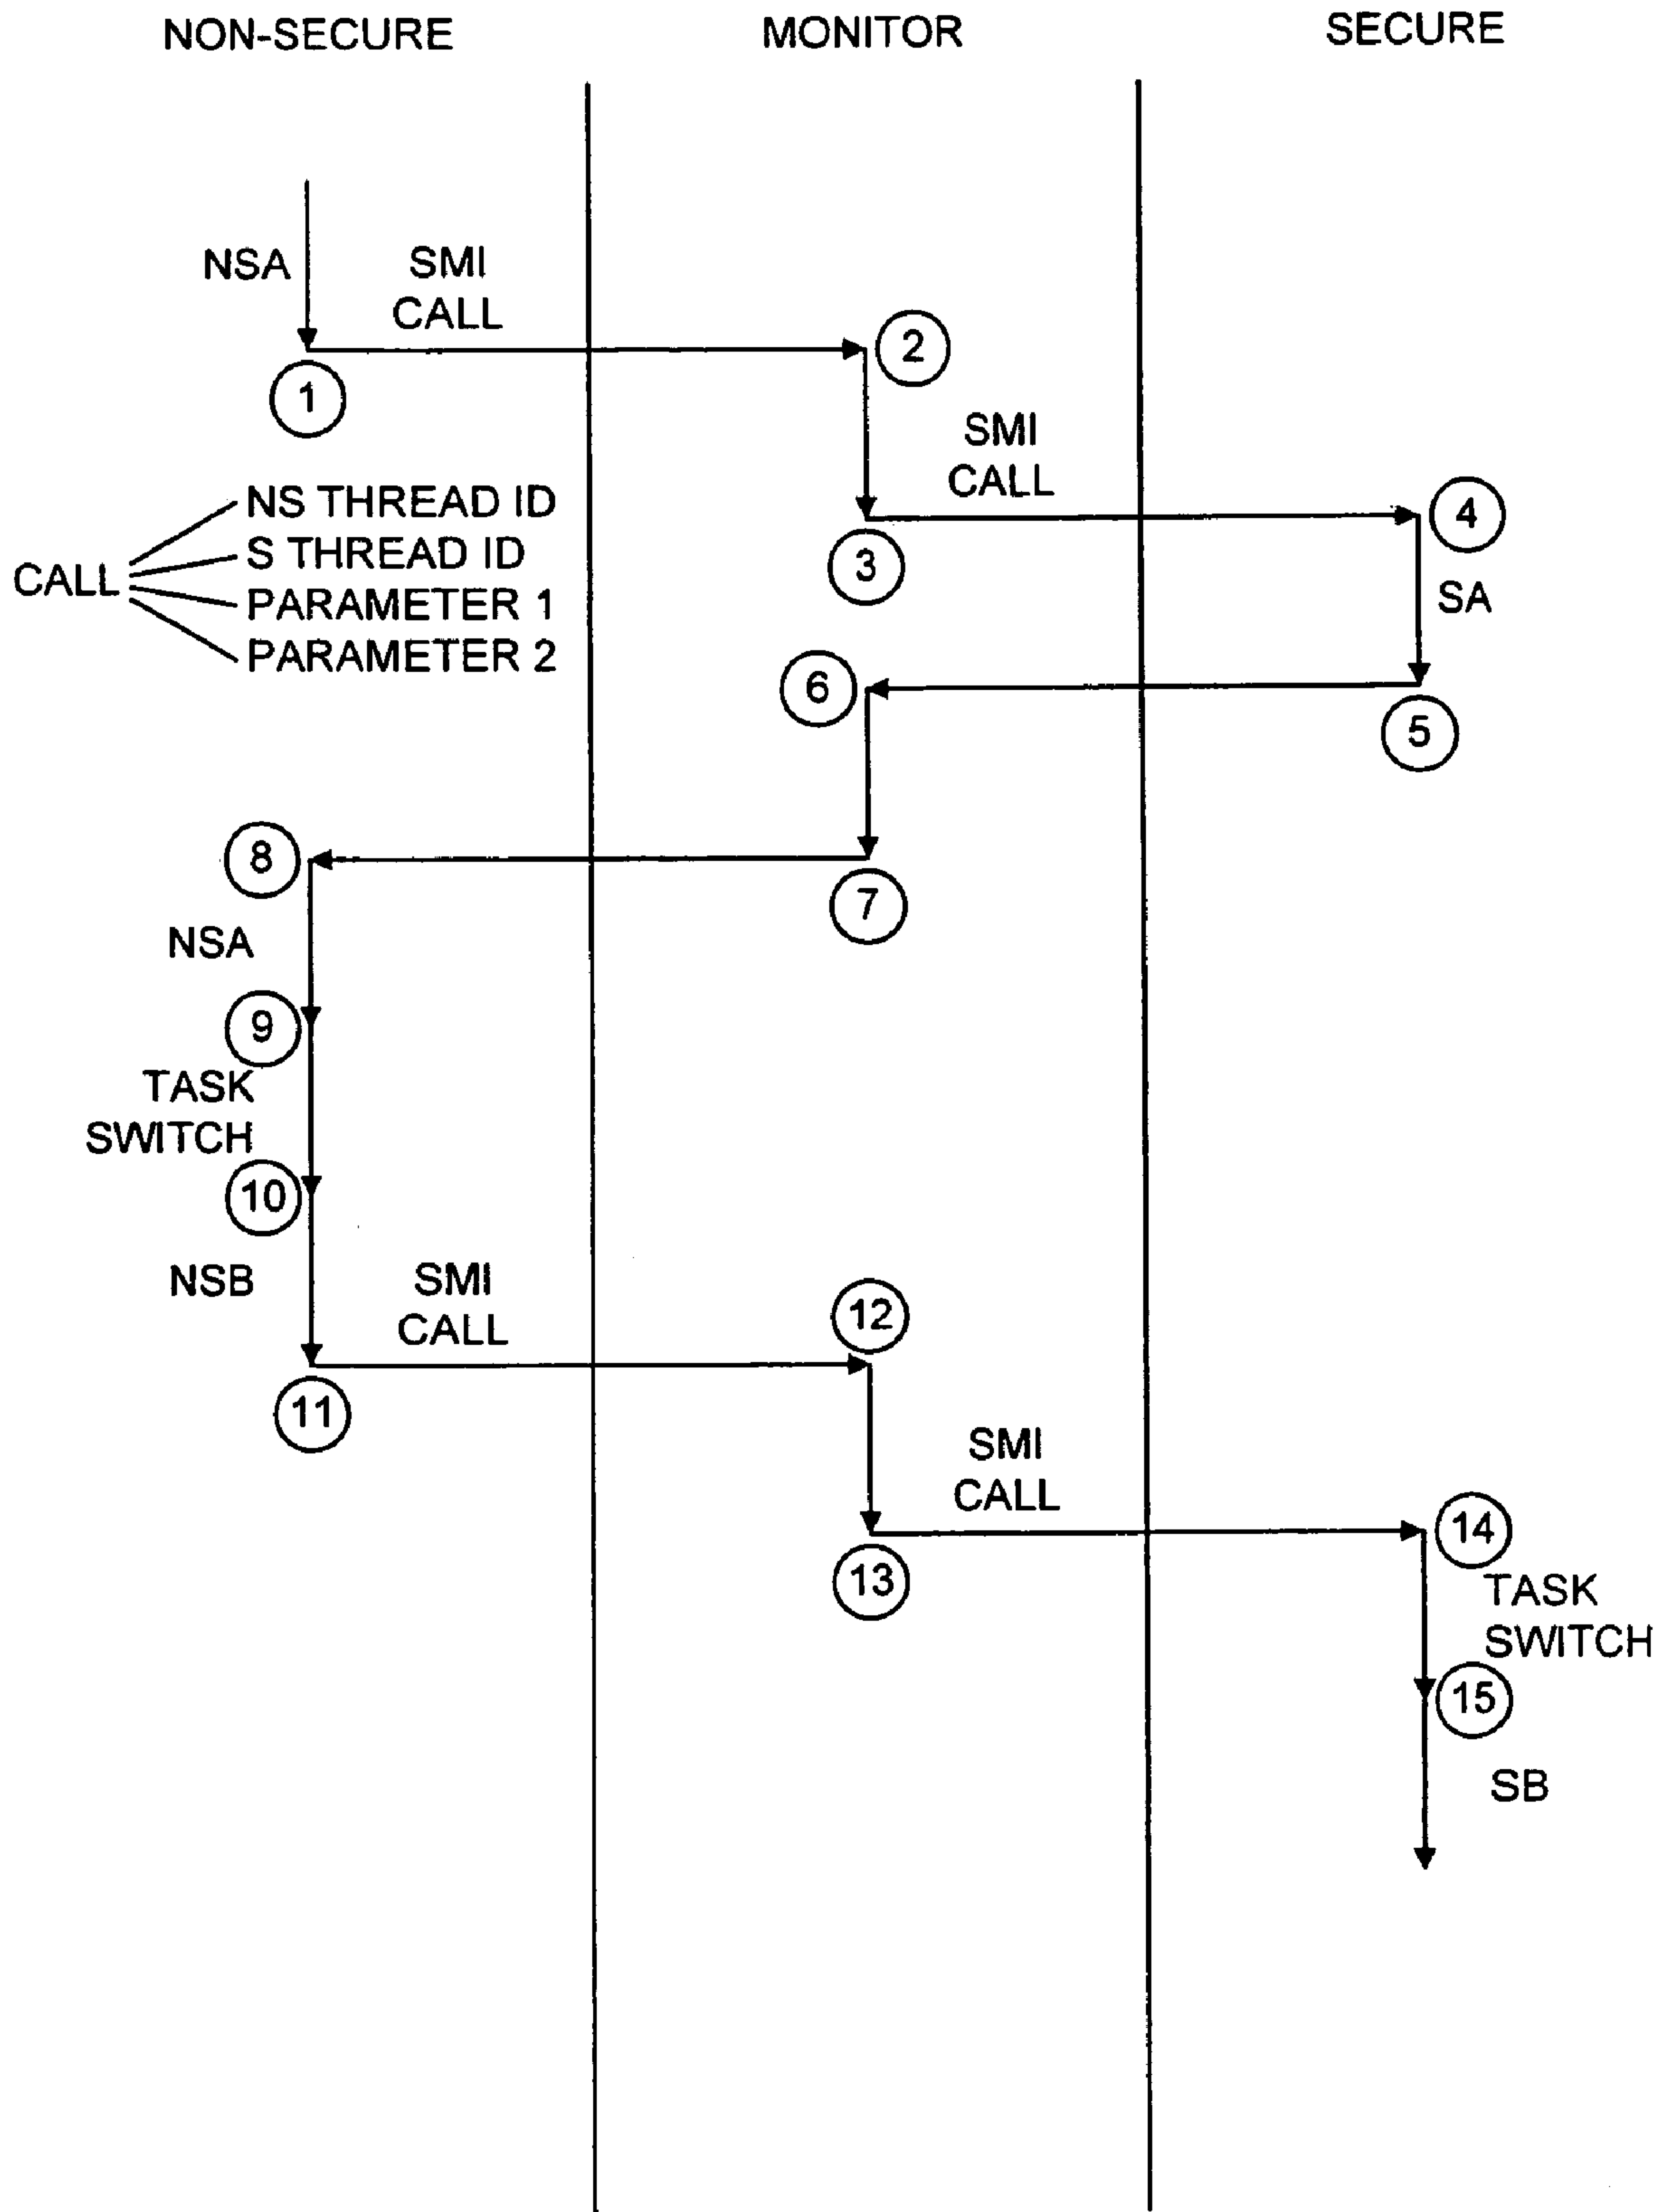 NON-SECURE
MONITOR
SECURE
NSA
SMI
CALL
2
1
SMI
CALL
NS THREAD ID
S THREAD ID
CALL
PARAMETER 1
PARAMETER 2
4
3
SA
6
5
8
7
NSA
9
TASK
SWITCH
10
NSB
SMI
CALL
12
11
SMI
CALL
14
13
TASK
SWITCH
15
SB